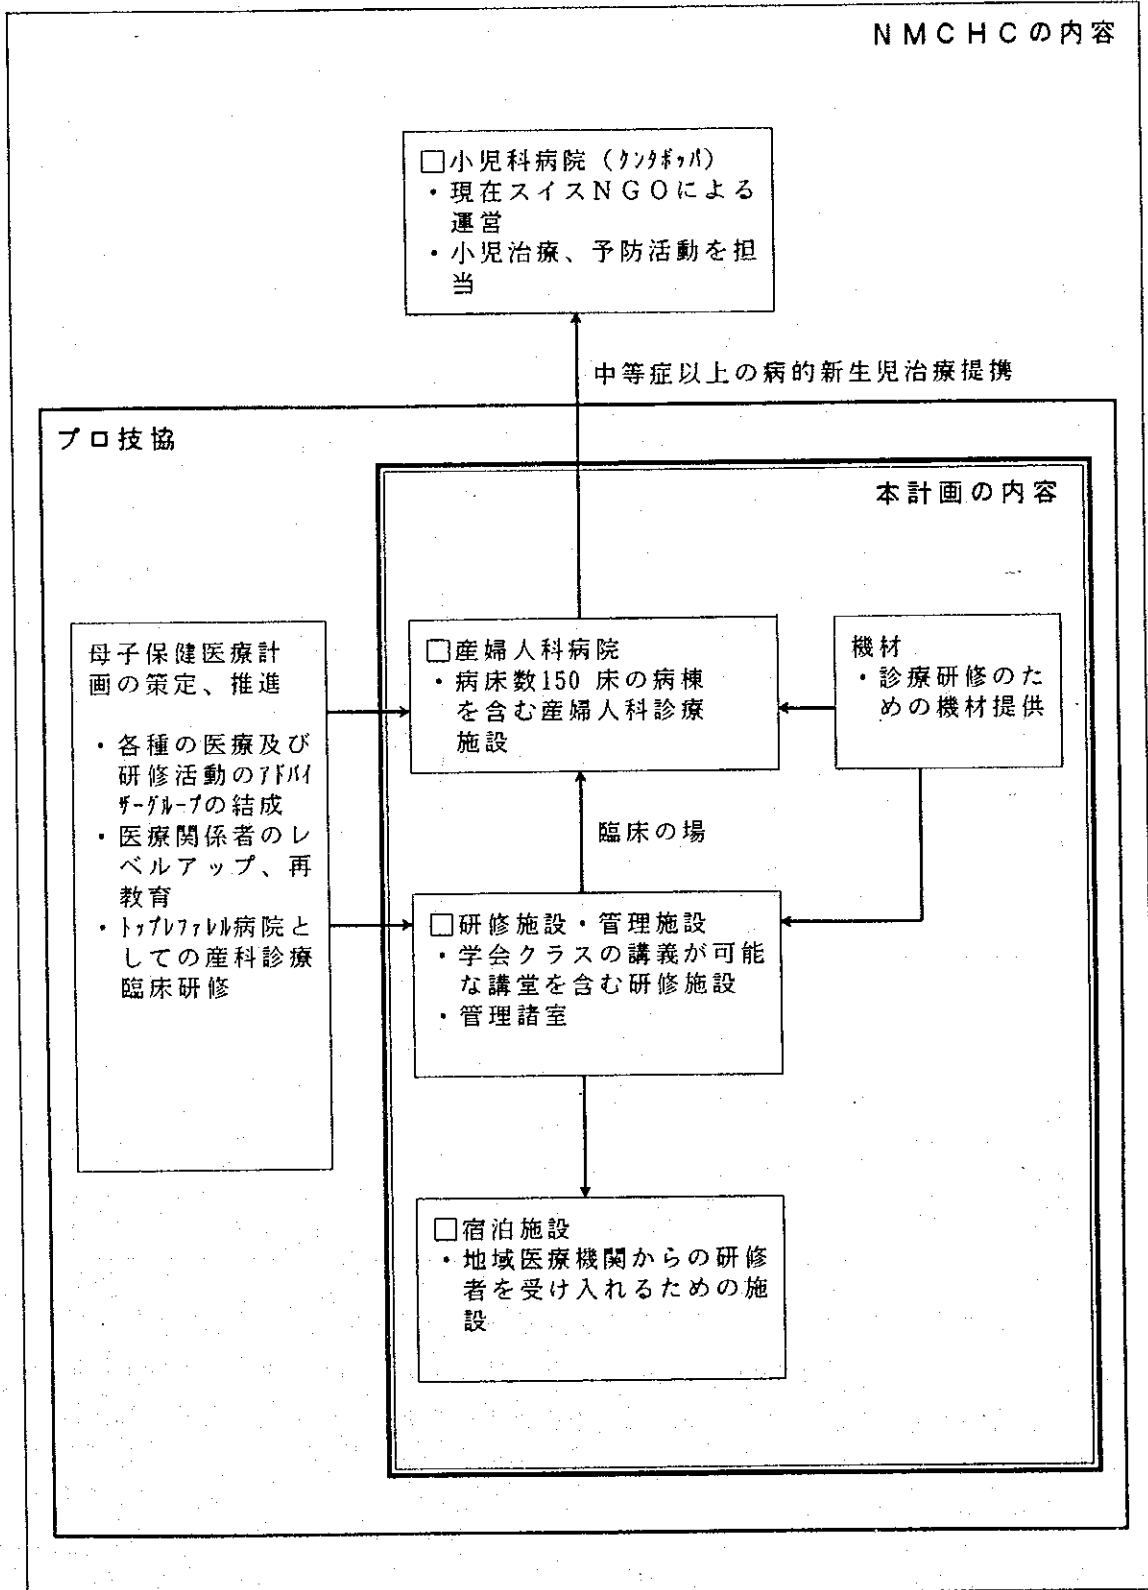 NMCHCの内容
□小児科病院（ｸﾝﾀﾎﾞｯﾊﾟ）
・現在スイスNGOによる
運営
・小児治療、予防活動を担
当
中等症以上の病的新生児治療提携
プロ技協
本計画の内容
母子保健医療計
画の策定、推進
・各種の医療及び
研修活動のｱﾄﾞﾊﾞｲ
ｻﾞｰｸﾞﾙｰﾌﾟの結成
・医療関係者のレ
ベルアップ、再
教育
・ﾄｯﾌﾟﾚﾌｧﾚﾙ病院と
しての産科診療
臨床研修
□産婦人科病院
・病床数150 床の病棟
を含む産婦人科診療
施設
機材
・診療研修のた
めの機材提供
臨床の場
□研修施設・管理施設
・学会クラスの講義が可能
な講堂を含む研修施設
・管理諸室
□宿泊施設
・地域医療機関からの研修
者を受け入れるための施
設